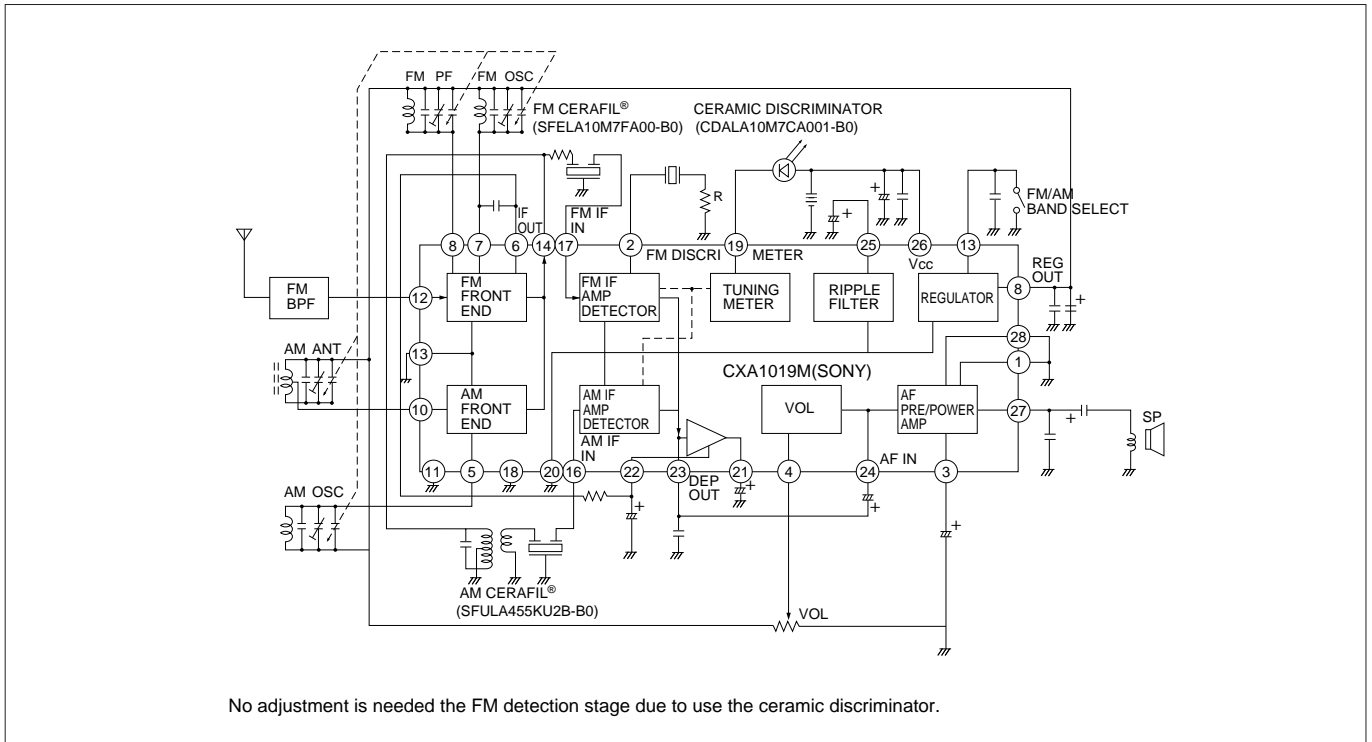 FM PF
FM OSC
FM CERAFIL®
(SFELA10M7FA00-B0)
CERAMIC DISCRIMINATOR
(CDALA10M7CA001-B0)
IF
OUT
FM IF
IN
R
FM/AM
BAND SELECT
8
7
6
14
17
2
FM DISCRI
19
METER
25
26
Vcc
13
REG
OUT
8
FM
BPF
12
FM
FRONT
END
FM IF
AMP
DETECTOR
TUNING
METER
RIPPLE
FILTER
REGULATOR
28
1
13
AM ANT
CXA1019M(SONY)
10
AM
FRONT
END
AM IF
AMP
DETECTOR
VOL
AF
PRE/POWER
AMP
27
+
SP
AM IF
IN
11
5
18
20
16
22
23
DEP
OUT
21
4
24
AF IN
3
AM OSC
+
+
+
+
AM CERAFIL®
(SFULA455KU2B-B0)
VOL
No adjustment is needed the FM detection stage due to use the ceramic discriminator.